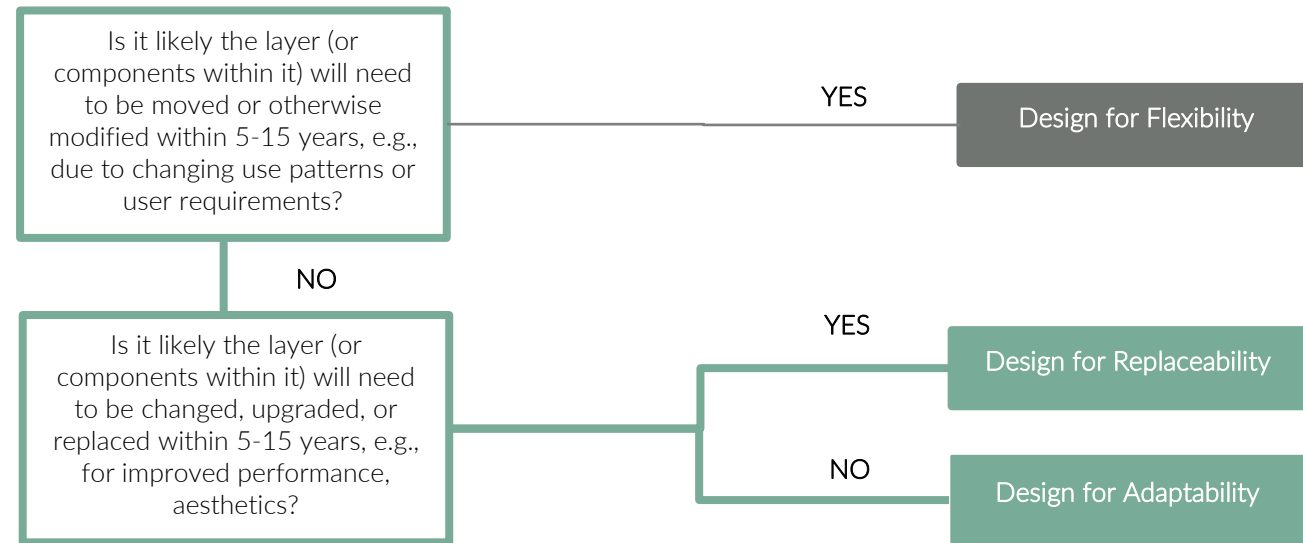 Is it likely the layer (or
components within it) will need
to be moved or otherwise
modified within 5-15 years, e.g.,
due to changing use patterns or
user requirements?
YES
Design for Flexibility
NO
Is it likely the layer (or
components within it) will need
to be changed, upgraded, or
replaced within 5-15 years, e.g.,
for improved performance,
aesthetics?
YES
Design for Replaceability
NO
Design for Adaptability